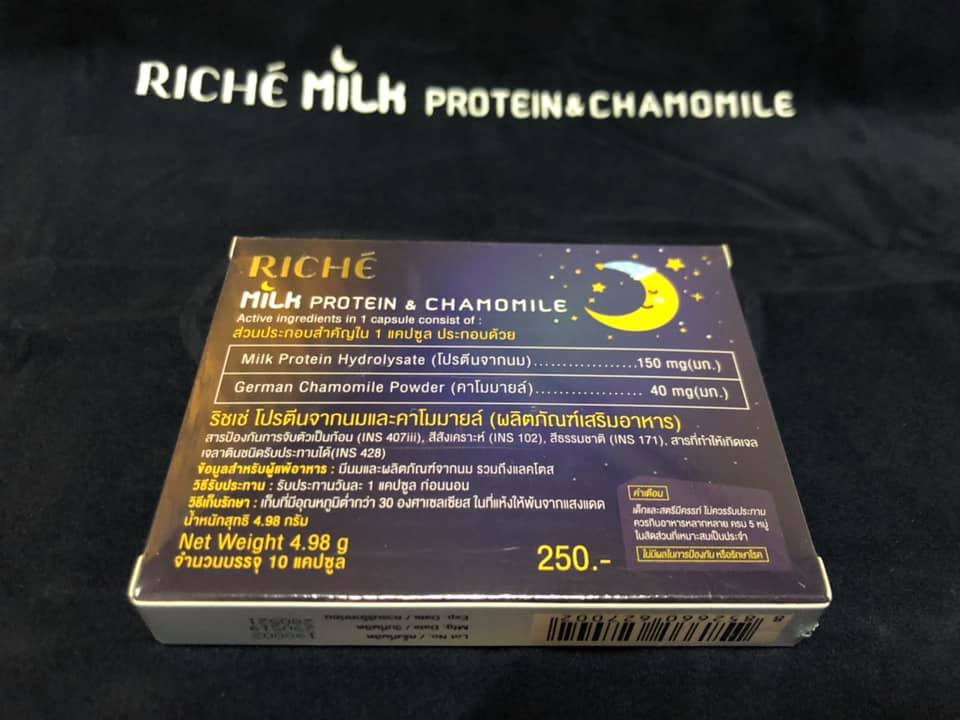 RICHÉ MILK PROTEIN & CHAMOMILE
RICHÉ
MILK PROTEIN & CHAMOMILE
Active ingredients in 1 capsule consist of :
ส่วนประกอบสำคัญใน 1 แคปซูล ประกอบด้วย
Milk Protein Hydrolysate (โปรตีนจากนม)..................150 mg(มก.)
German Chamomile Powder (คาโมมายล์).................. 40 mg(มก.)
ริชเช่ โปรตีนจากนมและคาโมมายล์ (ผลิตภัณฑ์เสริมอาหาร)
สารป้องกันการจับตัวเป็นก้อน (INS 407iii), สีสังเคราะห์ (INS 102), สีธรรมชาติ (INS 171), สารที่ทำให้เกิดเจล
เจลาตินชนิดรับประทานได้(INS 428)
ข้อมูลสำหรับผู้แพ้อาหาร : มีนมและผลิตภัณฑ์จากนม รวมถึงแลคโตส
วิธีรับประทาน : รับประทานวันละ 1 แคปซูล ก่อนนอน
วิธีเก็บรักษา : เก็บที่มีอุณหภูมิต่ำกว่า 30 องศาเซลเซียส ในที่แห้งให้พ้นจากแสงแดด
น้ำหนักสุทธิ 4.98 กรัม
Net Weight 4.98 g
จำนวนบรรจุ 10 แคปซูล
250.-
คำเตือน
เด็กและสตรีมีครรภ์ ไม่ควรรับประทาน
ควรกินอาหารหลากหลาย ครบ 5 หมู่
ในสัดส่วนที่เหมาะสมเป็นประจำ
ไม่มีผลในการป้องกัน หรือรักษาโรค
Lot No. / ครั้งที่ผลิต
Mfg. Date / วันที่ผลิต
Exp. Date /
8 852660 627002